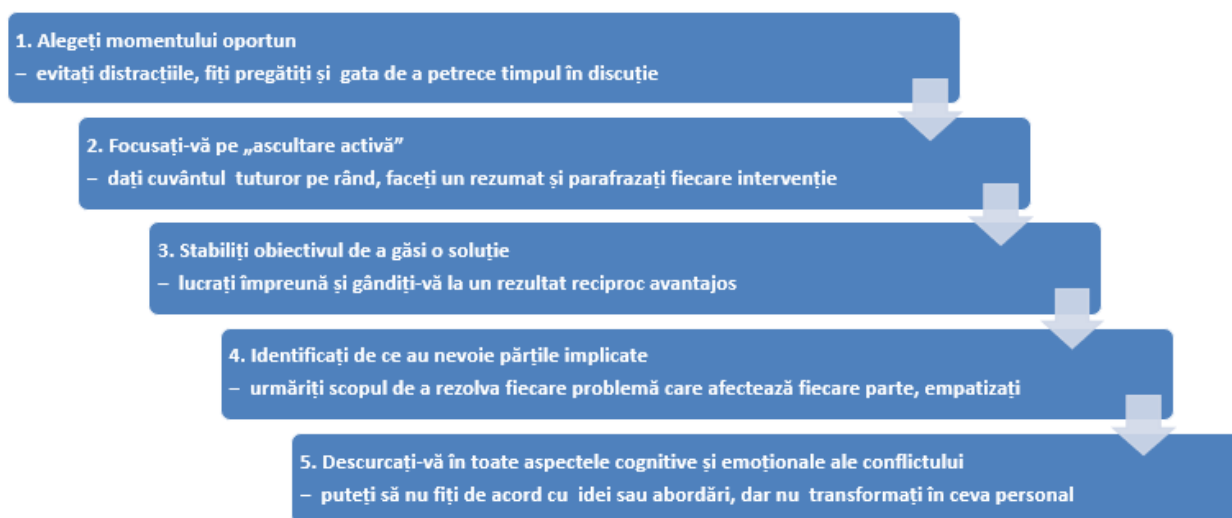 1. Alegeți momentului oportun
– evitați distracțiile, fiți pregătiți și gata de a petrece timpul în discuție
2. Focusați-vă pe „ascultare activă”
– dați cuvântul tuturor pe rând, faceți un rezumat și parafrazați fiecare intervenție
3. Stabiliți obiectivul de a găsi o soluție
– lucrați împreună și gândiți-vă la un rezultat reciproc avantajos
4. Identificați de ce au nevoie părțile implicate
– urmăriți scopul de a rezolva fiecare problemă care afectează fiecare parte, empatizați
5. Descurcați-vă în toate aspectele cognitive și emoționale ale conflictului
– puteți să nu fiți de acord cu idei sau abordări, dar nu transformați în ceva personal